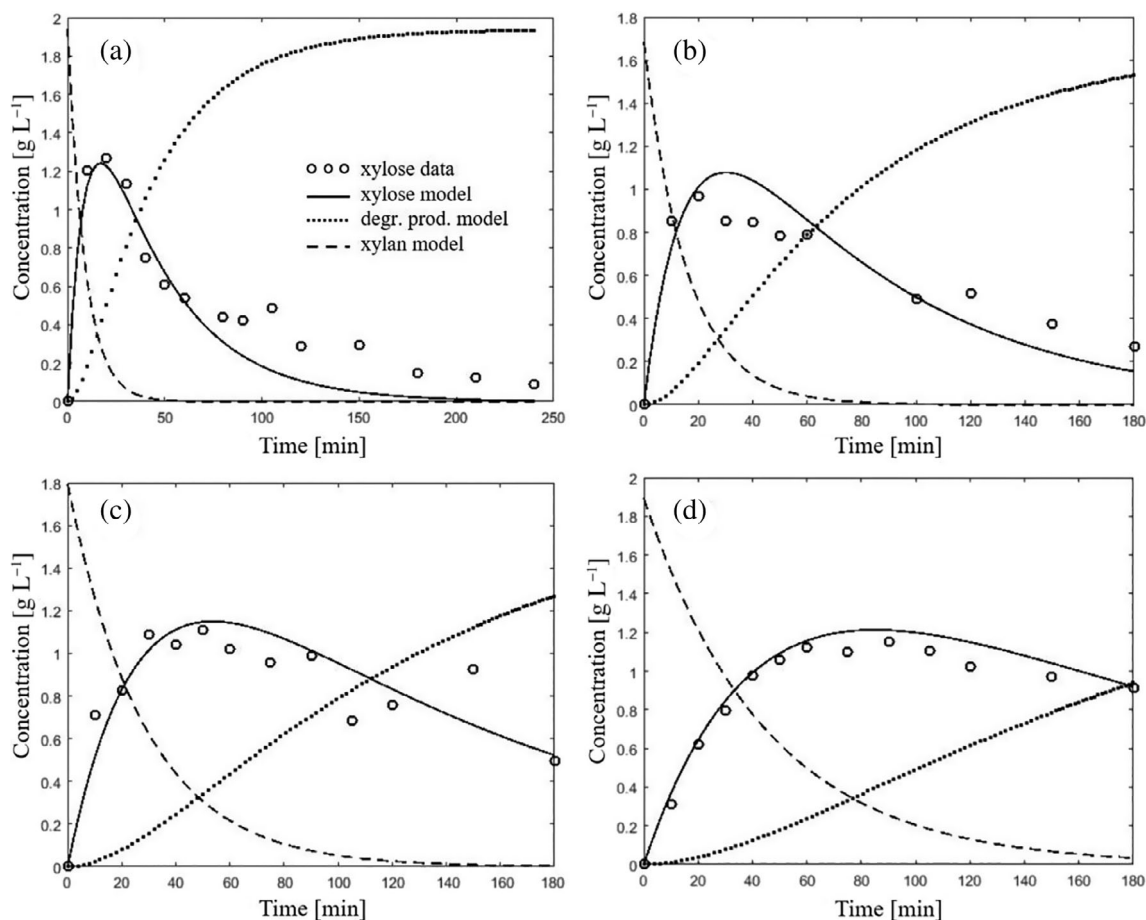 (a)
Concentration [g L⁻¹]
2
1.8
1.6
1.4
1.2
1
0.8
0.6
0.4
0.2
0
xylose data
xylose model
degr. prod. model
xylan model
0 50 100 150 200 250
Time [min]
(b)
Concentration [g L⁻¹]
1.8
1.6
1.4
1.2
1
0.8
0.6
0.4
0.2
0
0 20 40 60 80 100 120 140 160 180
Time [min]
(c)
Concentration [g L⁻¹]
1.8
1.6
1.4
1.2
1
0.8
0.6
0.4
0.2
0
0 20 40 60 80 100 120 140 160 180
Time [min]
(d)
Concentration [g L⁻¹]
2
1.8
1.6
1.4
1.2
1
0.8
0.6
0.4
0.2
0
0 20 40 60 80 100 120 140 160 180
Time [min]